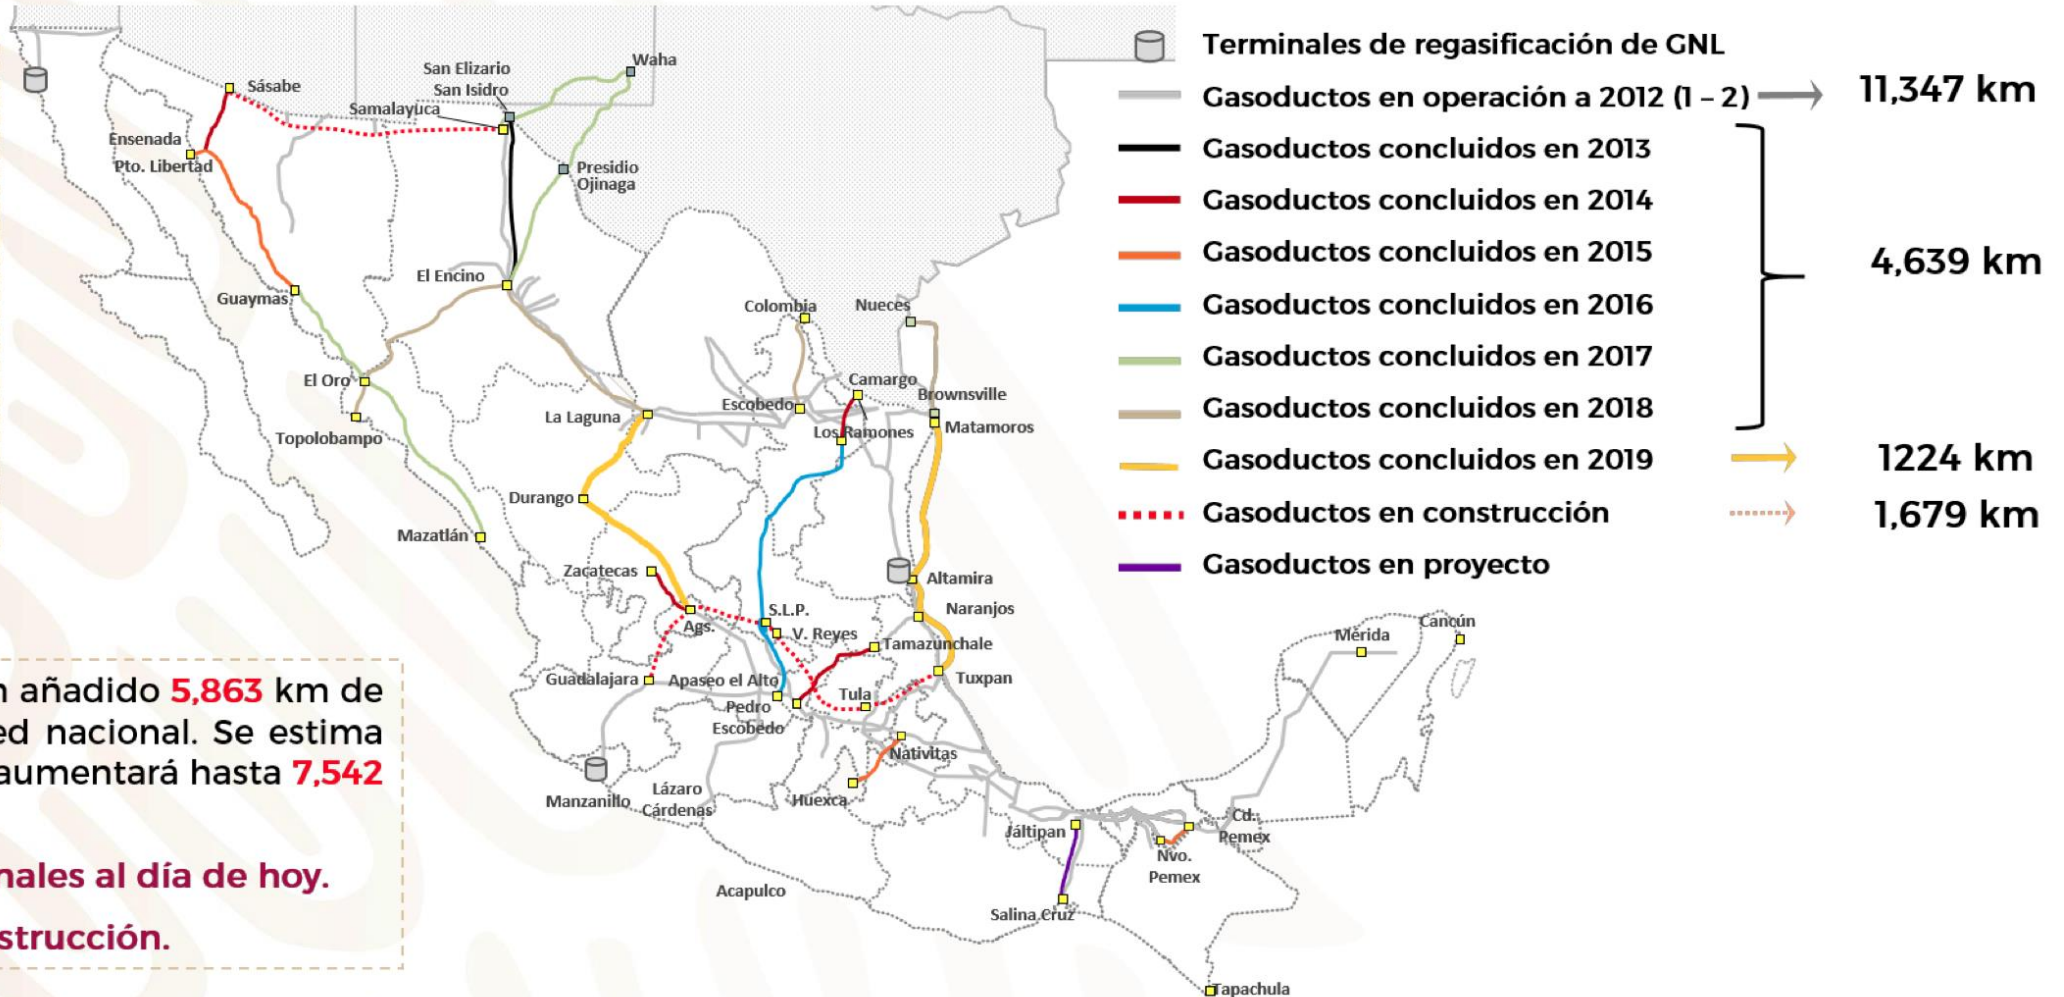 Terminales de regasificación de GNL
Gasoductos en operación a 2012 (1 – 2)
11,347 km
Gasoductos concluidos en 2013
Gasoductos concluidos en 2014
Gasoductos concluidos en 2015
4,639 km
Gasoductos concluidos en 2016
Gasoductos concluidos en 2017
Gasoductos concluidos en 2018
Gasoductos concluidos en 2019
1224 km
Gasoductos en construcción
1,679 km
Gasoductos en proyecto
Waha
San Elizario
San Isidro
Sásabe
Samalayuca
Ensenada
Pto. Libertad
Presidio
Ojinaga
El Encino
Guaymas
Colombia
Nueces
El Oro
Camargo
Brownsville
Escobedo
La Laguna
Matamoros
Los Ramones
Topolobampo
Durango
Mazatlán
Zacatecas
Altamira
Naranjos
S.L.P.
Ags.
V. Reyes
Tamazunchale
Guadalajara
Apaseo el Alto
Tuxpan
Tula
Pedro
Escobedo
Nativitas
Mérida
Cancún
Manzanillo
Lázaro
Cárdenas
Huexca
Jáltipan
Cd.
Pemex
Nvo.
Pemex
Acapulco
Salina Cruz
Tapachula
añadido 5,863 km de
ed nacional. Se estima
aumentará hasta 7,542
nales al día de hoy.
strucción.